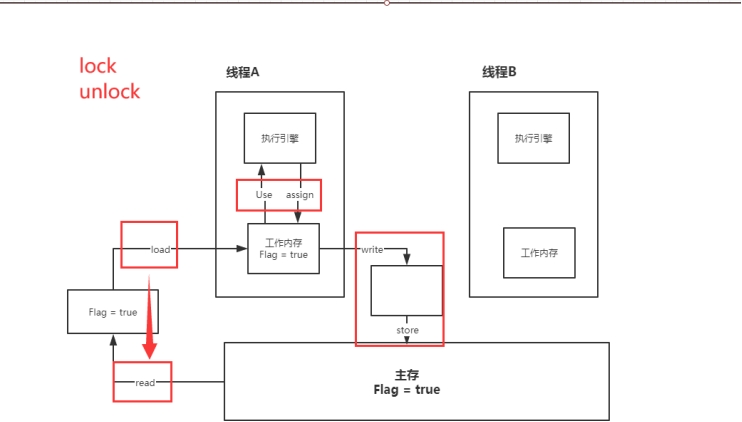 lock
unlock
线程A
线程B
执行引擎
执行引擎
Use
assign
工作内存
Flag = true
工作内存
load
write
Flag = true
store
read
主存
Flag = true